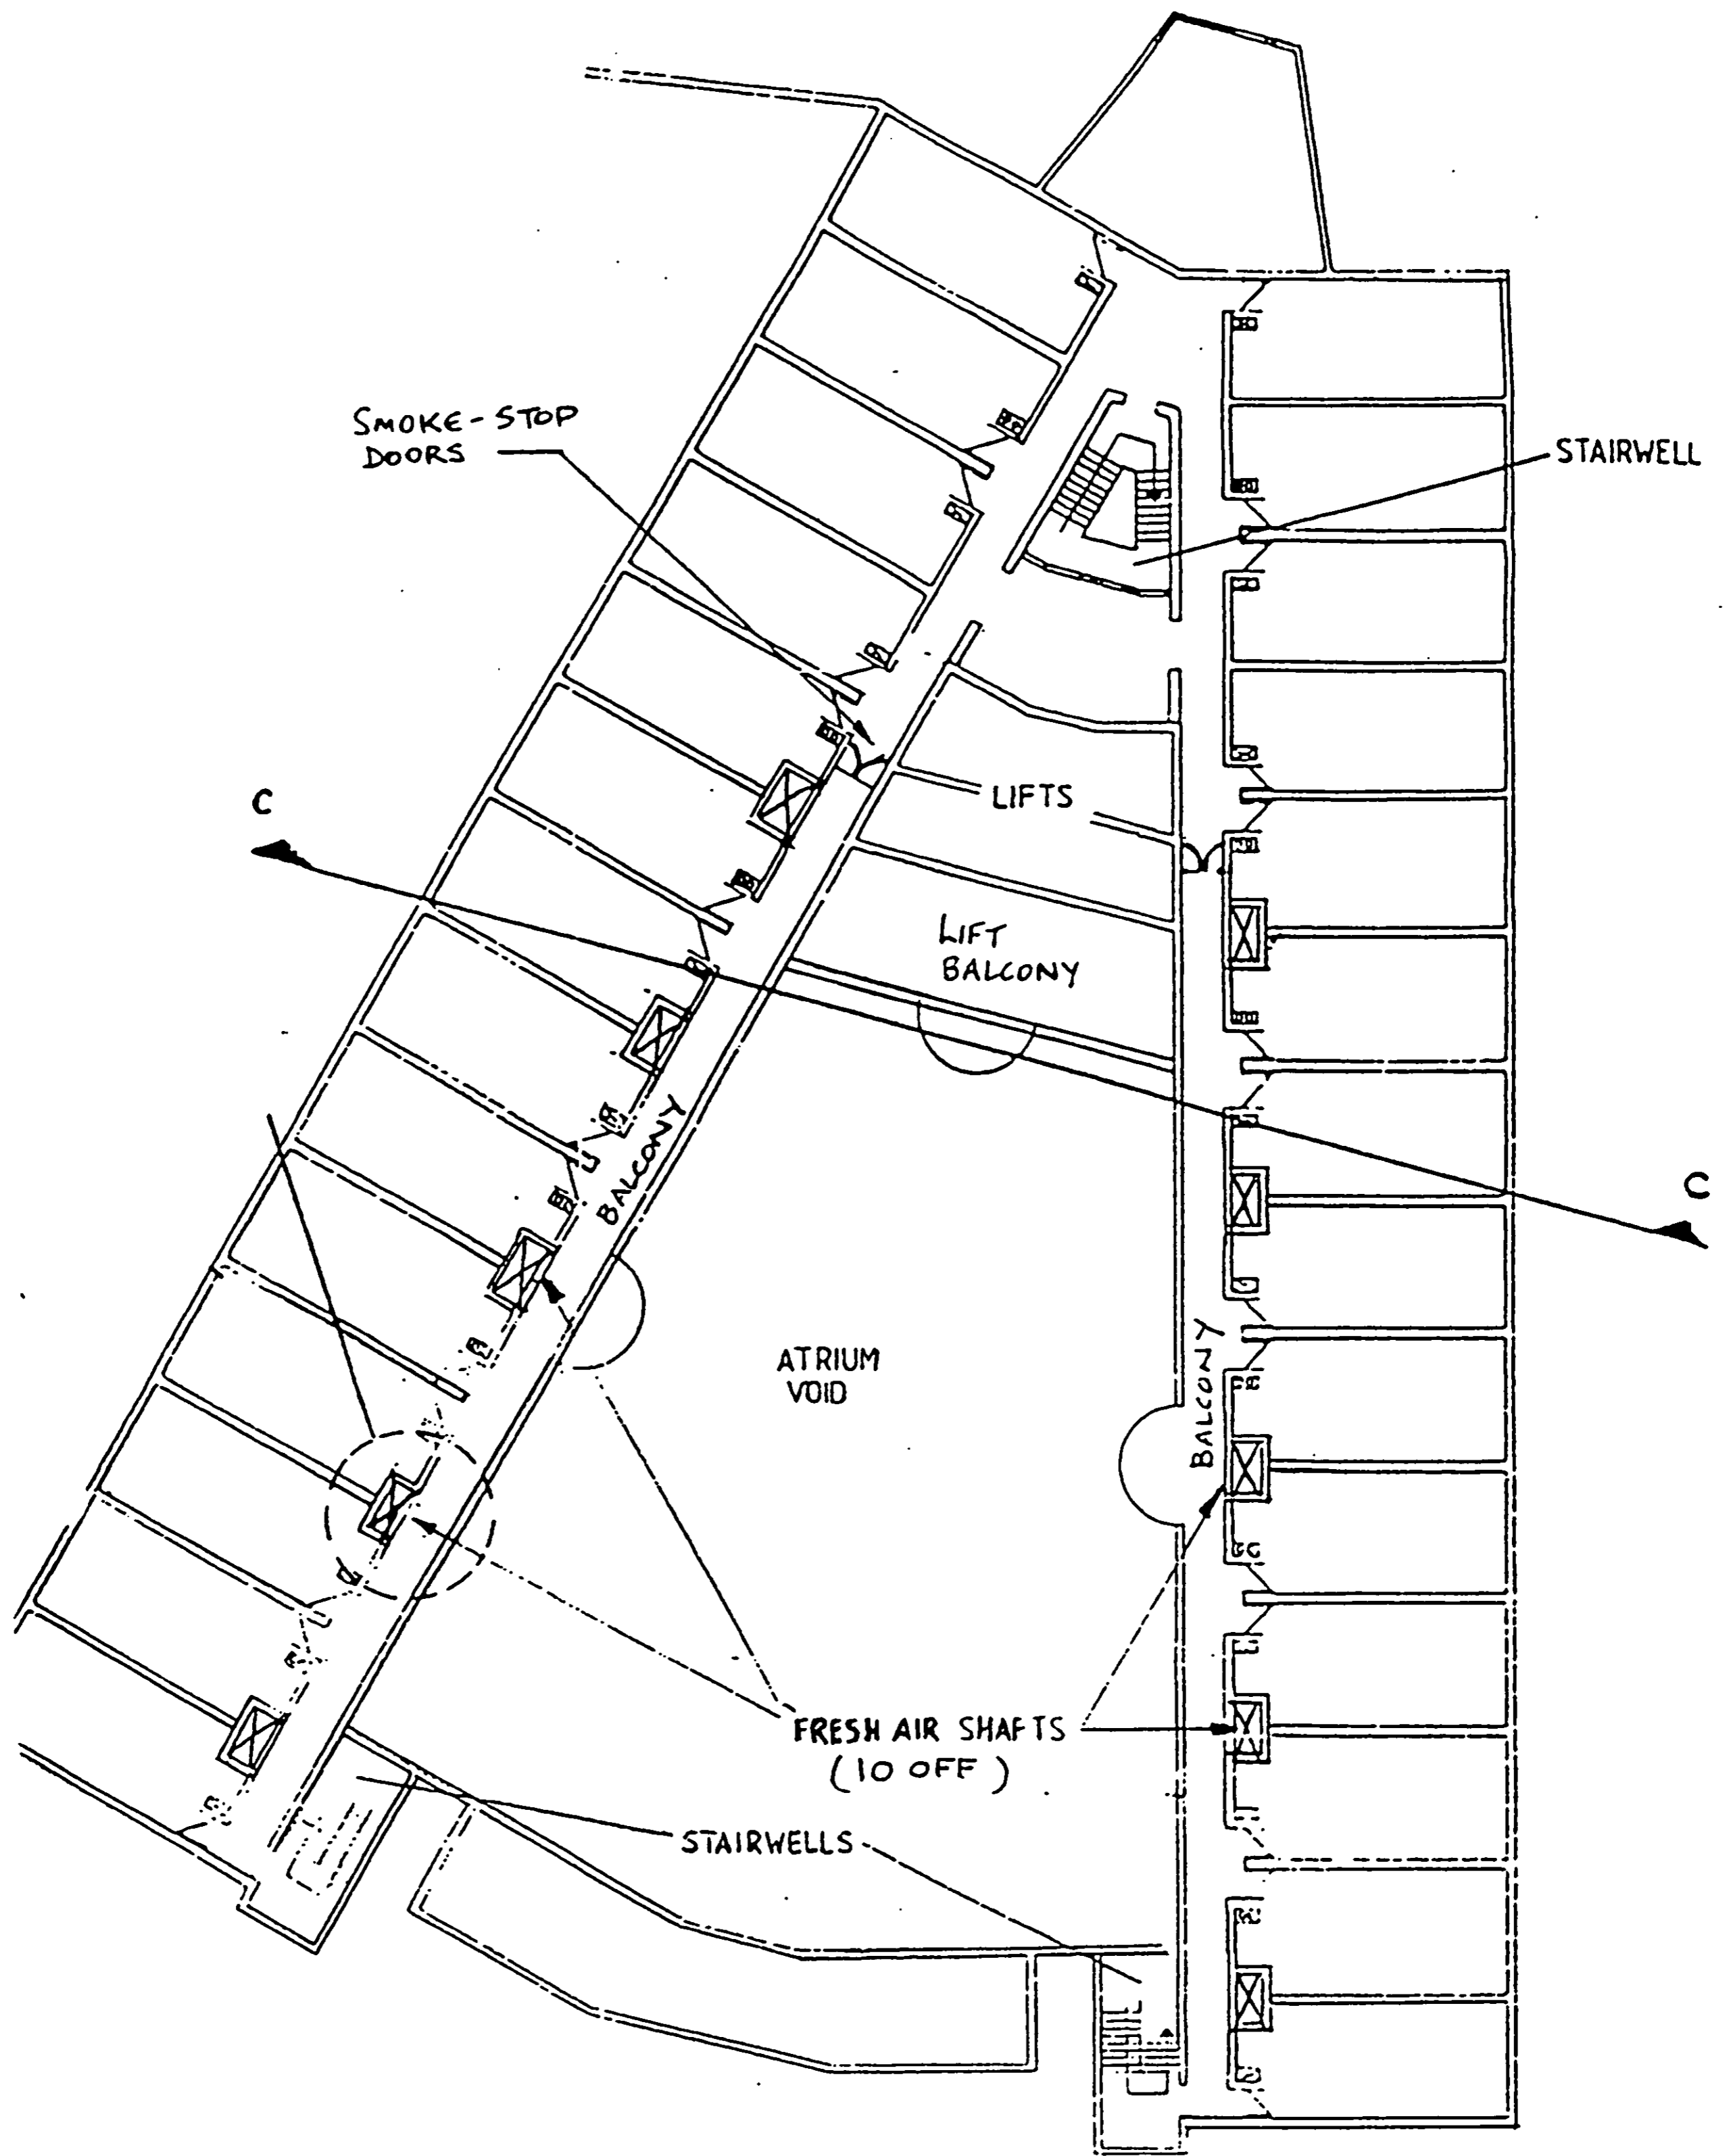 SMOKE-STOP
DOORS
STAIRWELL
C
LIFTS
LIFT
BALCONY
BALCONY
C
ATRIUM
VOID
BALCONY
FRESH AIR SHAFTS
(10 OFF)
STAIRWELLS